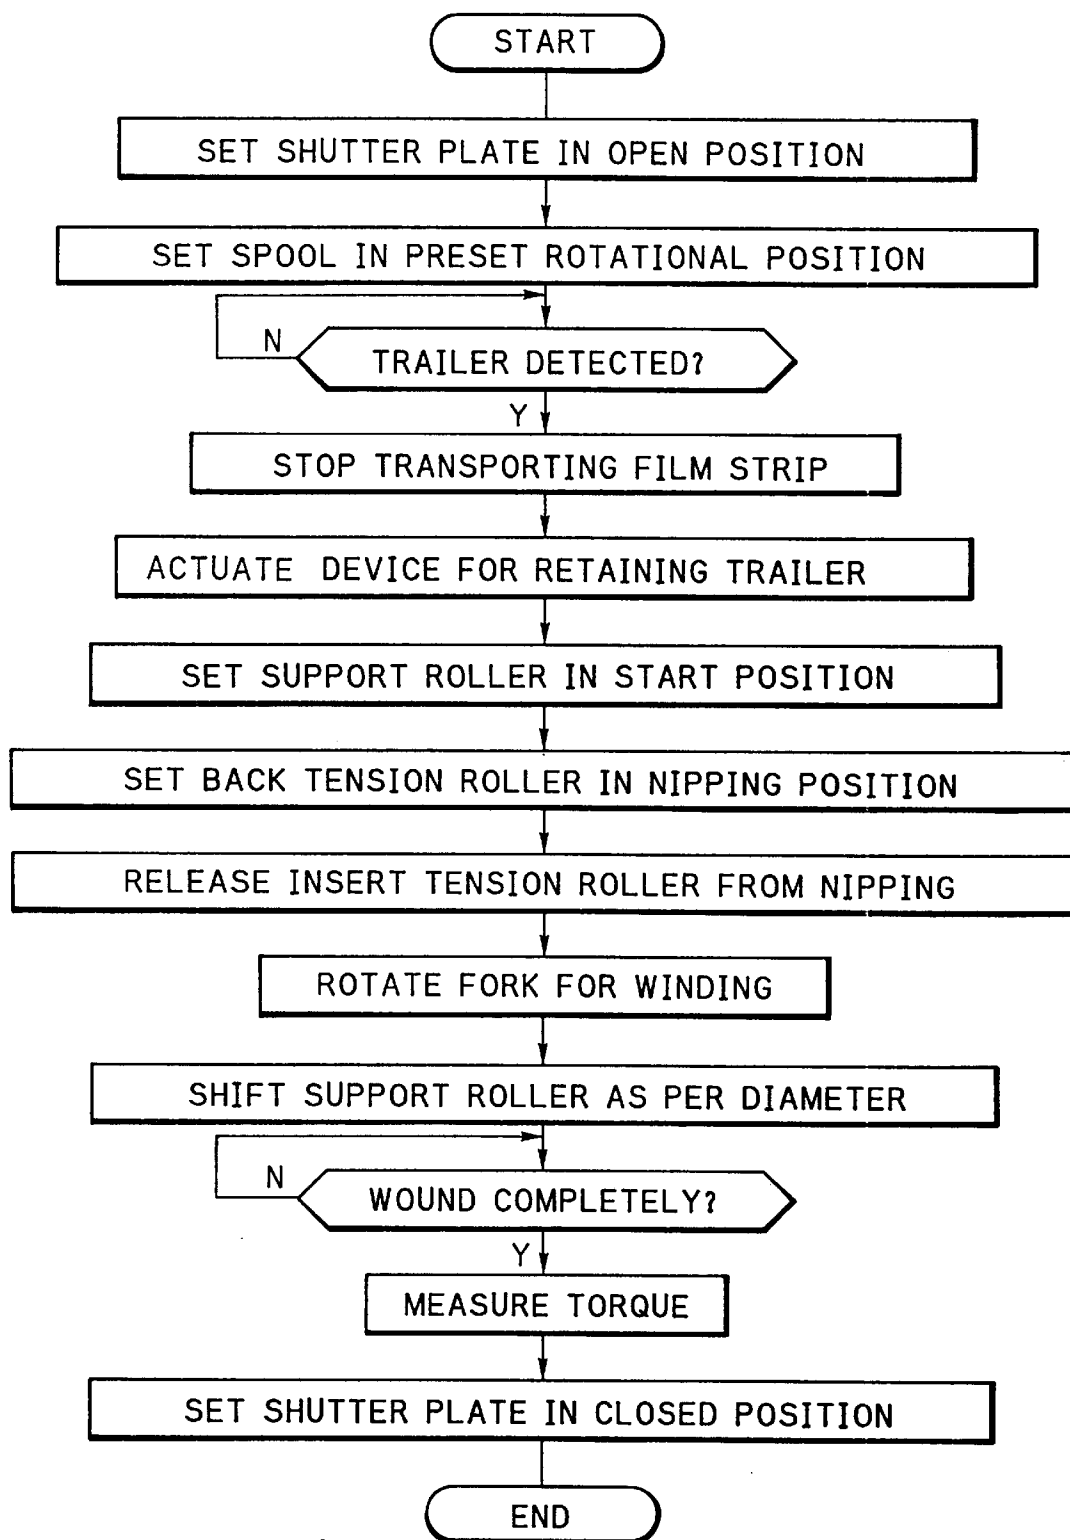 START
SET SHUTTER PLATE IN OPEN POSITION
SET SPOOL IN PRESET ROTATIONAL POSITION
N
TRAILER DETECTED?
Y
STOP TRANSPORTING FILM STRIP
ACTUATE DEVICE FOR RETAINING TRAILER
SET SUPPORT ROLLER IN START POSITION
SET BACK TENSION ROLLER IN NIPPING POSITION
RELEASE INSERT TENSION ROLLER FROM NIPPING
ROTATE FORK FOR WINDING
SHIFT SUPPORT ROLLER AS PER DIAMETER
N
WOUND COMPLETELY?
Y
MEASURE TORQUE
SET SHUTTER PLATE IN CLOSED POSITION
END